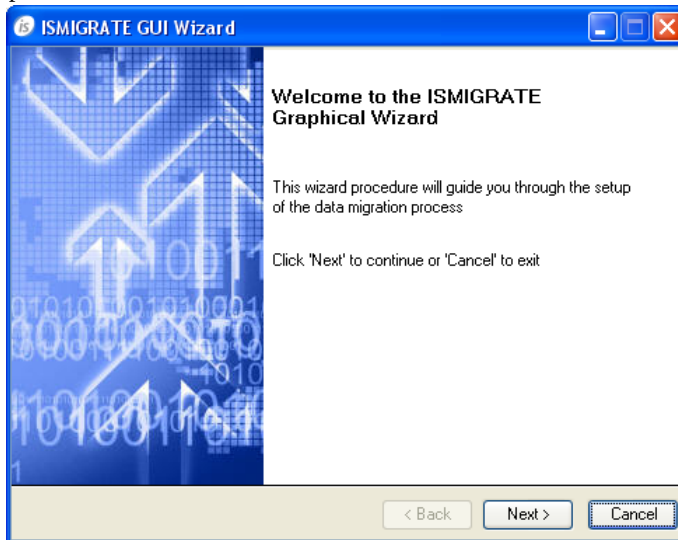 is ISMIGRATE GUI Wizard
Welcome to the ISMIGRATE
Graphical Wizard
This wizard procedure will guide you through the setup
of the data migration process
Click 'Next' to continue or 'Cancel' to exit
< Back Next > Cancel